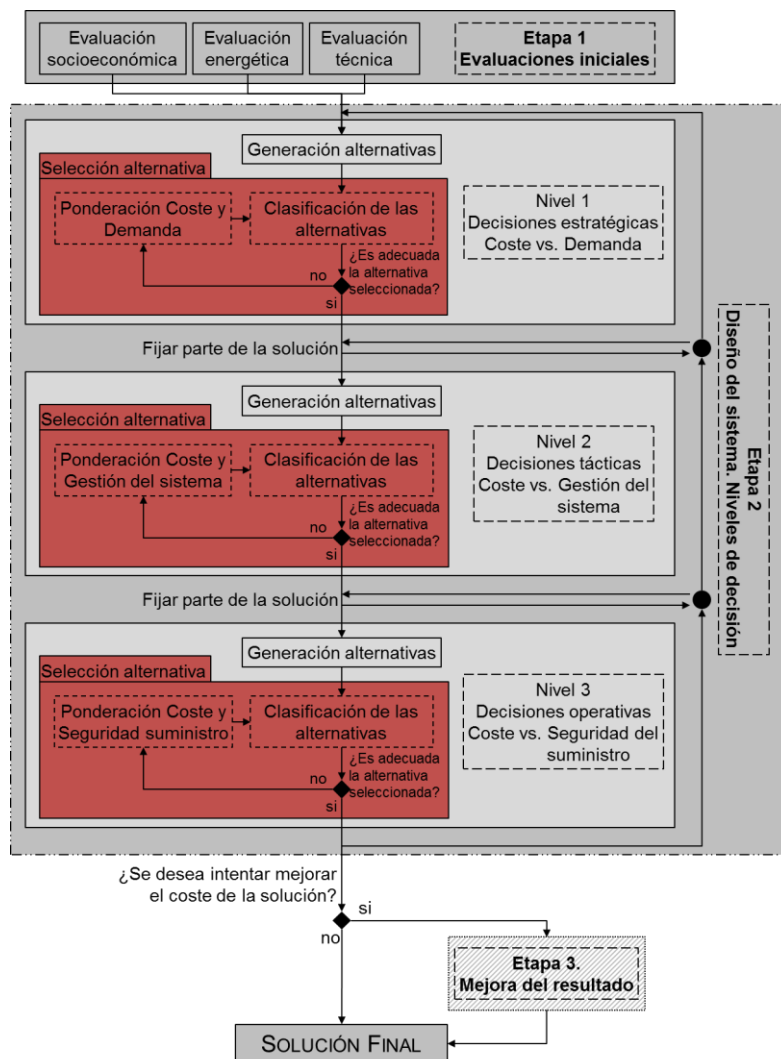 Evaluación
socioeconómica
Evaluación
energética
Evaluación
técnica
Etapa 1
Evaluaciones iniciales
Generación alternativas
Selección alternativa
Ponderación Coste y
Demanda
Clasificación de las
alternativas
¿Es adecuada
la alternativa
seleccionada?
no
si
Nivel 1
Decisiones estratégicas
Coste vs. Demanda
Fijar parte de la solución
Etapa 2
Diseño del sistema. Niveles de decisión
Generación alternativas
Selección alternativa
Ponderación Coste y
Gestión del sistema
Clasificación de las
alternativas
¿Es adecuada
la alternativa
seleccionada?
no
si
Nivel 2
Decisiones tácticas
Coste vs. Gestión del
sistema
Fijar parte de la solución
Generación alternativas
Selección alternativa
Ponderación Coste y
Seguridad suministro
Clasificación de las
alternativas
¿Es adecuada
la alternativa
seleccionada?
no
si
Nivel 3
Decisiones operativas
Coste vs. Seguridad del
suministro
¿Se desea intentar mejorar
el coste de la solución?
si
no
Etapa 3.
Mejora del resultado
SOLUCIÓN FINAL